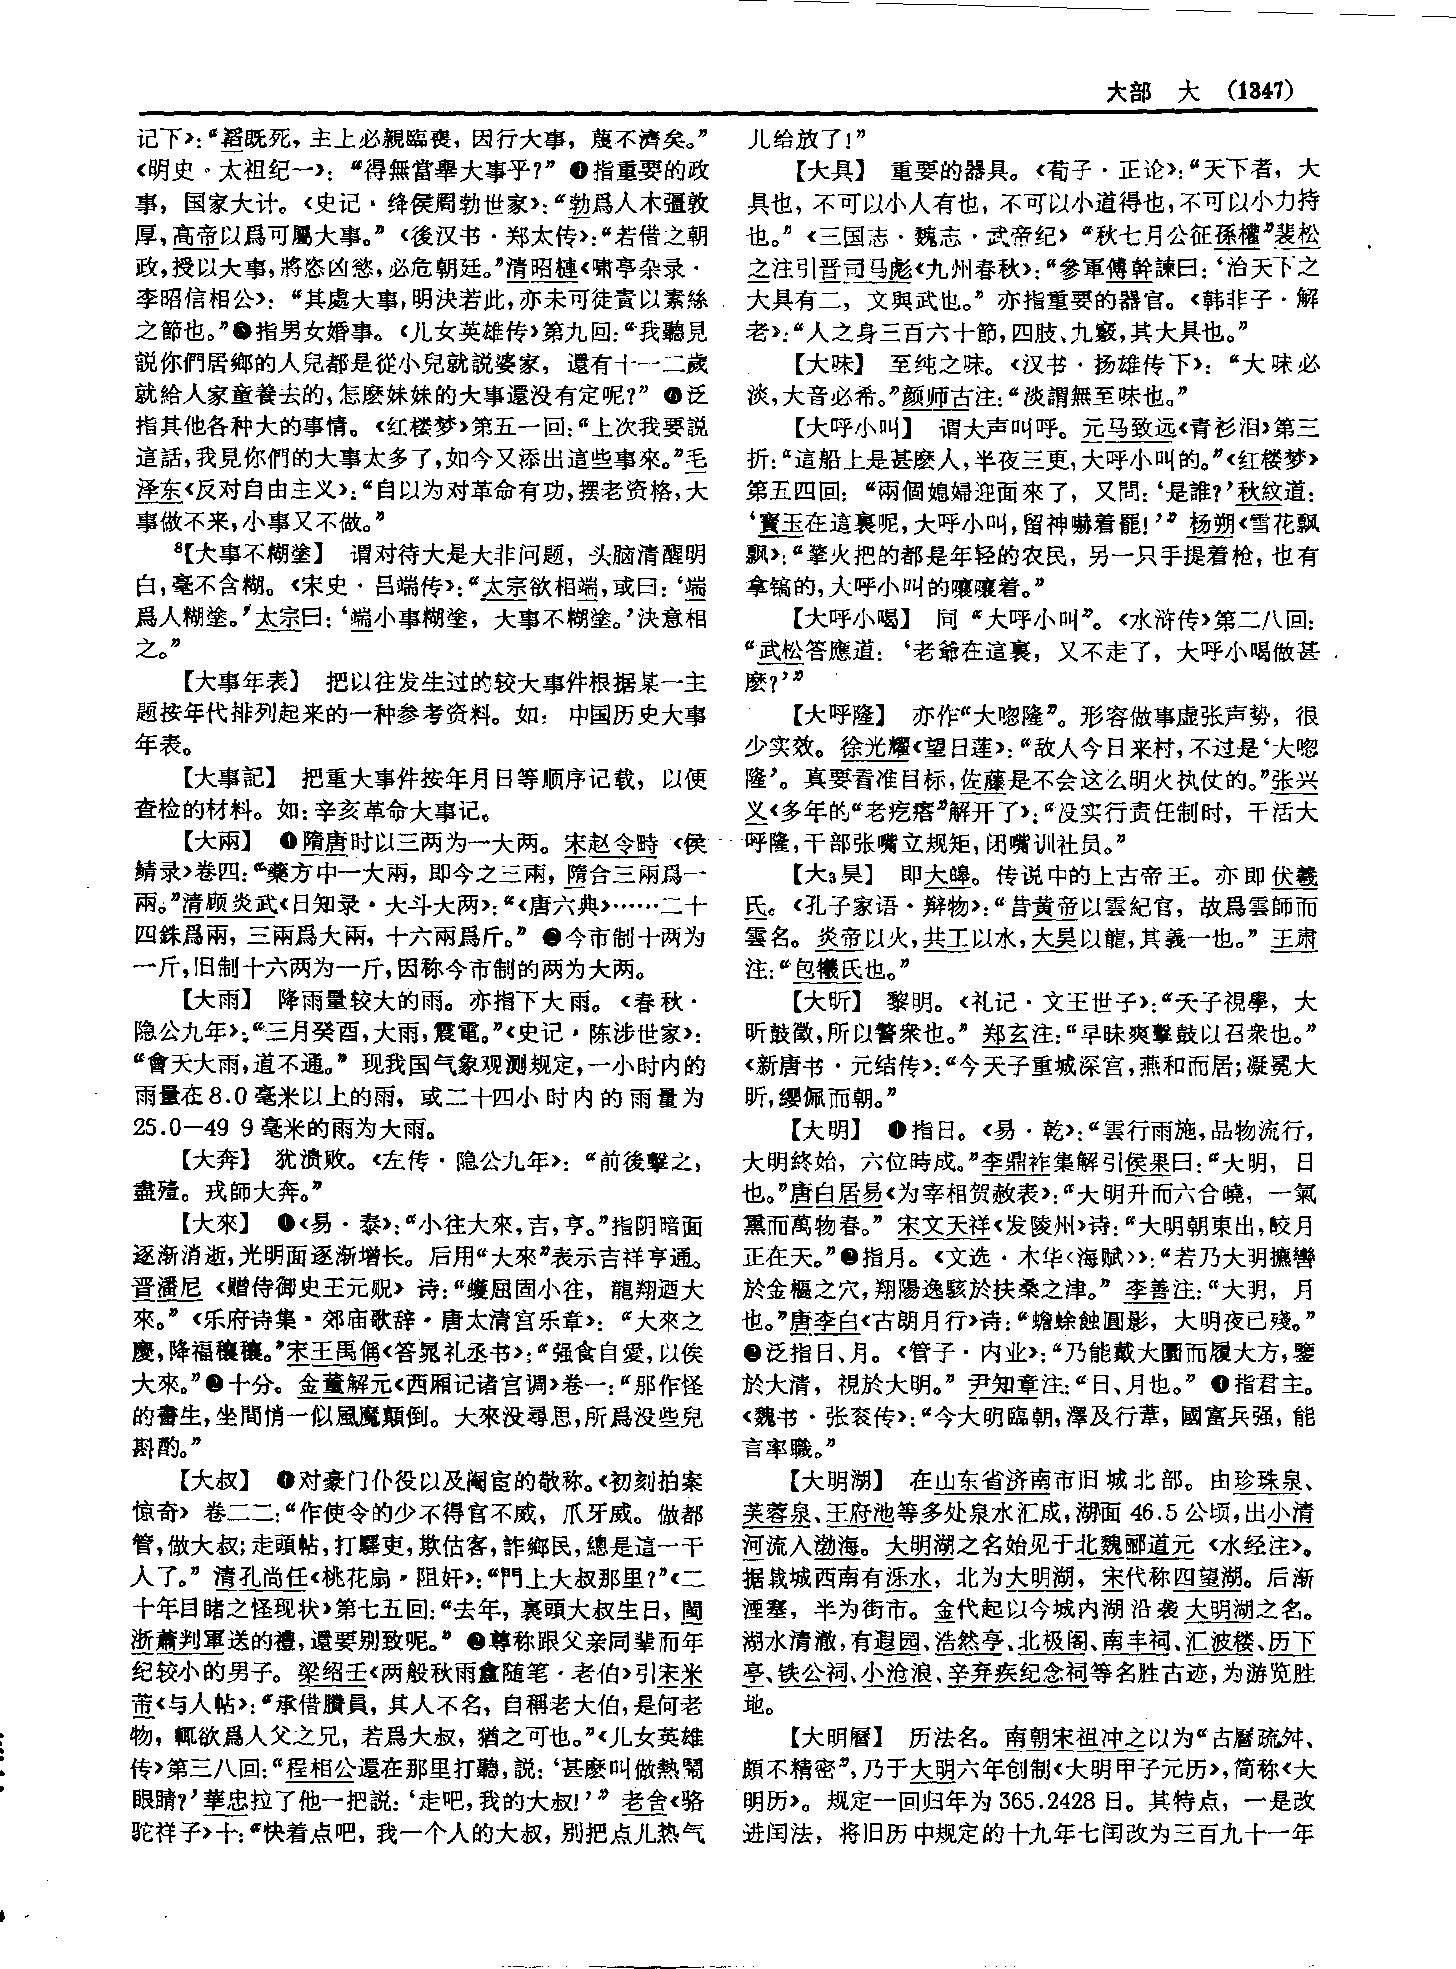 大部 大 (1347)
记下》：“蹈既死，主上必親臨喪，因行大事，蔑不濟矣。”
《明史·太祖纪一》：“得無當舉大事乎？”❹指重要的政
事，国家大计。《史记·绛侯周勃世家》：“勃爲人木彊敦
厚，高帝以爲可屬大事。”《後汉书·郑太传》：“若借之朝
政，授以大事，將恣凶慾，必危朝廷。”清昭槤《啸亭杂录·
李昭信相公》：“其處大事，明決若此，亦未可徒責以素絲
之節也。”❺指男女婚事。《儿女英雄传》第九回：“我聽見
説你們居鄉的人兒都是從小兒就説婆家，還有十一二歲
就給人家童養去的，怎麽妹妹的大事還没有定呢？”❻泛
指其他各种大的事情。《红楼梦》第五一回：“上次我要説
這話，我見你們的大事太多了，如今又添出這些事來。”毛
泽东《反对自由主义》：“自以为对革命有功，摆老资格，大
事做不来，小事又不做。”
8【大事不糊塗】 谓对待大是大非问题，头脑清醒明
白，毫不含糊。《宋史·吕端传》：“太宗欲相端，或曰：‘端
爲人糊塗。’太宗曰：‘端小事糊塗，大事不糊塗。’決意相
之。”
【大事年表】 把以往发生过的较大事件根据某一主
题按年代排列起来的一种参考资料。如：中国历史大事
年表。
【大事記】 把重大事件按年月日等顺序记载，以便
查检的材料。如：辛亥革命大事记。
【大兩】 ❶隋唐时以三两为一大两。宋赵令畤《侯
鲭录》卷四：“藥方中一大兩，即今之三兩，隋合三兩爲一
兩。”清顾炎武《日知录·大斗大两》：“《唐六典》……二十
四銖爲兩，三兩爲大兩，十六兩爲斤。”❷今市制十两为
一斤，旧制十六两为一斤，因称今市制的两为大两。
【大雨】 降雨量较大的雨。亦指下大雨。《春秋·
隐公九年》：“三月癸酉，大雨，震電。”《史记·陈涉世家》：
“會天大雨，道不通。”现我国气象观测规定，一小时内的
雨量在8.0毫米以上的雨，或二十四小时内的雨量为
25.0—49 9毫米的雨为大雨。
【大奔】 犹溃败。《左传·隐公九年》：“前後擊之，
盡殪。戎師大奔。”
【大來】 ❶《易·泰》：“小往大來，吉，亨。”指阴暗面
逐渐消逝，光明面逐渐增长。后用“大來”表示吉祥亨通。
晋潘尼《赠侍御史王元贶》诗：“蠖屈固小往，龍翔迺大
來。”《乐府诗集·郊庙歌辞·唐太清宫乐章》：“大來之
慶，降福穰穰。”宋王禹偁《答晁礼丞书》：“强食自愛，以俟
大來。”❷十分。金董解元《西厢记诸宫调》卷一：“那作怪
的書生，坐間悄一似風魔顛倒。大來没尋思，所爲没些兒
斟酌。”
【大叔】 ❶对豪门仆役以及阉宦的敬称。《初刻拍案
惊奇》卷二二：“作使令的少不得官不威，爪牙威。做都
管，做大叔；走頭帖，打驛吏，欺估客，詐鄉民，總是這一干
人了。”清孔尚任《桃花扇·阻奸》：“門上大叔那里？”《二
十年目睹之怪现状》第七五回：“去年，裏頭大叔生日，閩
浙蕭判軍送的禮，還要別致呢。”❷尊称跟父亲同辈而年
纪较小的男子。梁绍壬《两般秋雨盦随笔·老伯》引宋米
芾《与人帖》：“承借賸員，其人不名，自稱老大伯，是何老
物，輒欲爲人父之兄，若爲大叔，猶之可也。”《儿女英雄
传》第三八回：“程相公還在那里打聽，説：‘甚麽叫做熱鬧
眼睛？’華忠拉了他一把説：‘走吧，我的大叔！’”老舍《骆
驼祥子》十：“快着点吧，我一个人的大叔，别把点儿热气
儿给放了！”
【大具】 重要的器具。《荀子·正论》：“天下者，大
具也，不可以小人有也，不可以小道得也，不可以小力持
也。”《三国志·魏志·武帝纪》“秋七月公征孫權”裴松
之注引晋司马彪《九州春秋》：“參軍傅幹諫曰：‘治天下之
大具有二，文與武也。”亦指重要的器官。《韩非子·解
老》：“人之身三百六十節，四肢、九竅，其大具也。”
【大味】 至纯之味。《汉书·扬雄传下》：“大味必
淡，大音必希。”颜师古注：“淡謂無至味也。”
【大呼小叫】 谓大声叫呼。元马致远《青衫泪》第三
折：“這船上是甚麽人，半夜三更，大呼小叫的。”《红楼梦》
第五四回：“兩個媳婦迎面來了，又問：‘是誰？’秋紋道：
‘寶玉在這裏呢，大呼小叫，留神嚇着罷！’”杨朔《雪花飘
飘》：“擎火把的都是年轻的农民，另一只手提着枪，也有
拿镐的，大呼小叫的嚷嚷着。”
【大呼小喝】 同“大呼小叫”。《水浒传》第二八回：
“武松答應道：‘老爺在這裏，又不走了，大呼小喝做甚
麽？’”
【大呼隆】 亦作“大唿隆”。形容做事虚张声势，很
少实效。徐光耀《望日莲》：“敌人今日来村，不过是‘大唿
隆’。真要看准目标，佐藤是不会这么明火执仗的。”张兴
义《多年的“老疙瘩”解开了》：“没实行责任制时，干活大
呼隆，干部张嘴立规矩，闭嘴训社员。”
【大3昊】 即大皞。传说中的上古帝王。亦即伏羲
氏。《孔子家语·辩物》：“昔黄帝以雲紀官，故爲雲師而
雲名。炎帝以火，共工以水，大昊以龍，其義一也。”王肃
注：“包犧氏也。”
【大昕】 黎明。《礼记·文王世子》：“天子視學，大
昕鼓徵，所以警衆也。”郑玄注：“早昧爽擊鼓以召衆也。”
《新唐书·元结传》：“今天子重城深宫，燕和而居；凝冕大
昕，纓佩而朝。”
【大明】 ❶指日。《易·乾》：“雲行雨施，品物流行，
大明終始，六位時成。”李鼎祚集解引侯果曰：“大明，日
也。”唐白居易《为宰相贺赦表》：“大明升而六合曉，一氣
熏而萬物春。”宋文天祥《发陵州》诗：“大明朝東出，皎月
正在天。”❷指月。《文选·木华〈海赋〉》：“若乃大明摭轡
於金樞之穴，翔陽逸駭於扶桑之津。”李善注：“大明，月
也。”唐李白《古朗月行》诗：“蟾蜍蝕圓影，大明夜已殘。”
❸泛指日、月。《管子·内业》：“乃能戴大圜而履大方，鑒
於大清，視於大明。”尹知章注：“日、月也。”❹指君主。
《魏书·张衮传》：“今大明臨朝，澤及行葦，國富兵强，能
言率職。”
【大明湖】 在山东省济南市旧城北部。由珍珠泉、
芙蓉泉、王府池等多处泉水汇成，湖面46.5公顷，出小清
河流入渤海。大明湖之名始见于北魏郦道元《水经注》。
据载城西南有泺水，北为大明湖，宋代称四望湖。后渐
湮塞，半为街市。金代起以今城内湖沿袭大明湖之名。
湖水清澈，有遐园、浩然亭、北极阁、南丰祠、汇波楼、历下
亭、铁公祠、小沧浪、辛弃疾纪念祠等名胜古迹，为游览胜
地。
【大明曆】 历法名。南朝宋祖冲之以为“古曆疏舛、
頗不精密”，乃于大明六年创制《大明甲子元历》，简称《大
明历》。规定一回归年为365.2428日。其特点，一是改
进闰法，将旧历中规定的十九年七闰改为三百九十一年